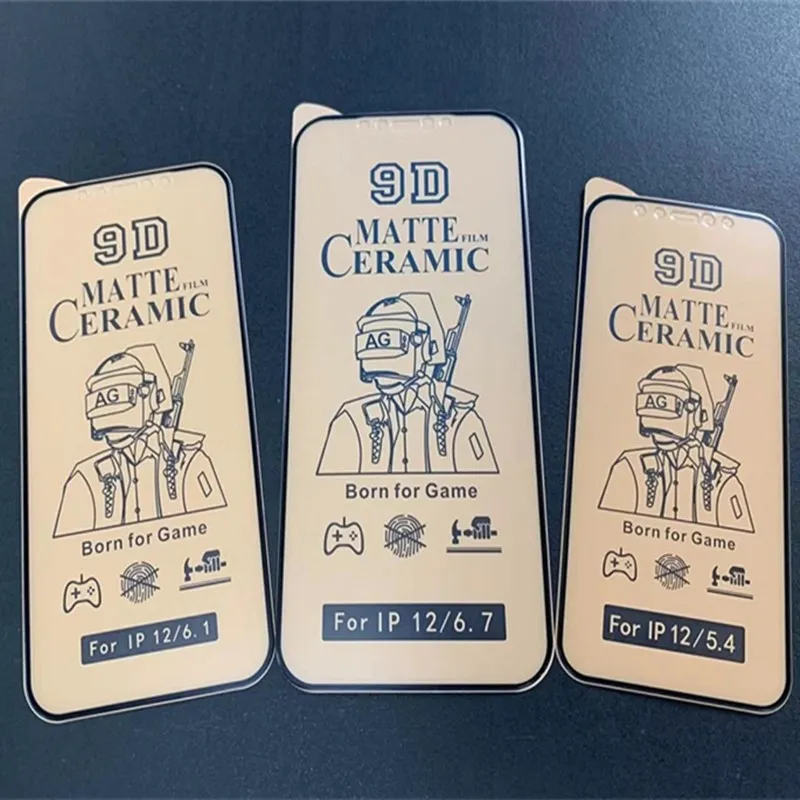 9D
MATTE FILM
CERAMIC
AG
Born for Game
For IP 12/6.1
9D
MATTE FILM
CERAMIC
AG
Born for Game
For IP 12/6.7
9D
MATTE FILM
CERAMIC
AG
Born for Game
For IP 12/5.4